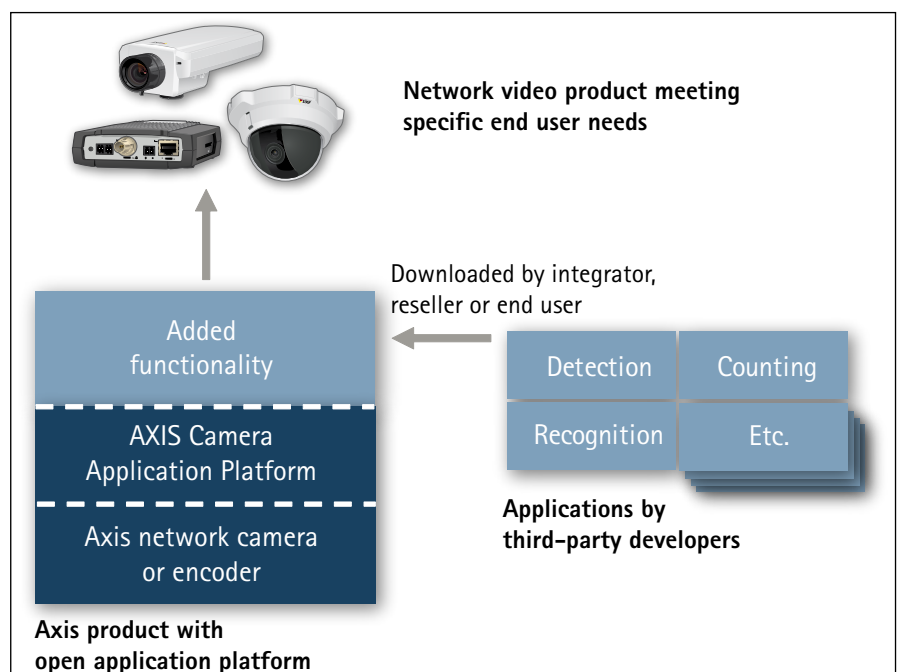 Network video product meeting
specific end user needs
Downloaded by integrator,
reseller or end user
Added
functionality
AXIS Camera
Application Platform
Axis network camera
or encoder
Axis product with
open application platform
Detection
Counting
Recognition
Etc.
Applications by
third-party developers